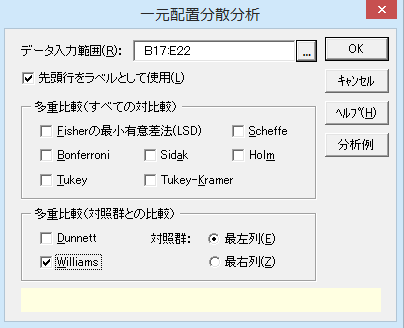 一元配置分散分析
データ入力範囲(R): B17:E22 ...
OK
先頭行をラベルとして使用(L)
キャンセル
多重比較(すべての対比較)
ヘルプ(H)
Fisherの最小有意差法(LSD) Scheffe
分析例
Bonferroni Sidak Holm
Tukey Tukey-Kramer
多重比較(対照群との比較)
Dunnett 対照群: 最左列(E)
Williams 最右列(Z)